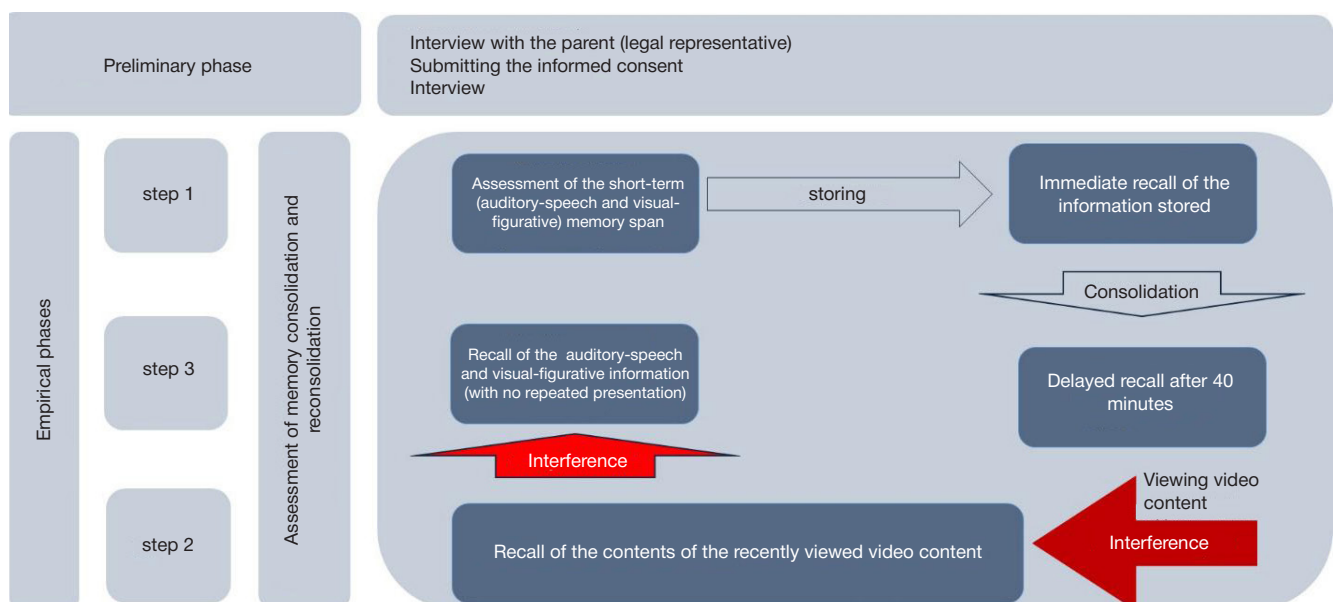 Preliminary phase
Interview with the parent (legal representative)
Submitting the informed consent
Interview
Empirical phases
step 1
step 3
step 2
Assessment of memory consolidation and
reconsolidation
Assessment of the short-term
(auditory-speech and visual-
figurative) memory span
storing
Immediate recall of the
information stored
Consolidation
Recall of the auditory-speech
and visual-figurative information
(with no repeated presentation)
Delayed recall after 40
minutes
Interference
Viewing video
content
Recall of the contents of the recently viewed video content
Interference